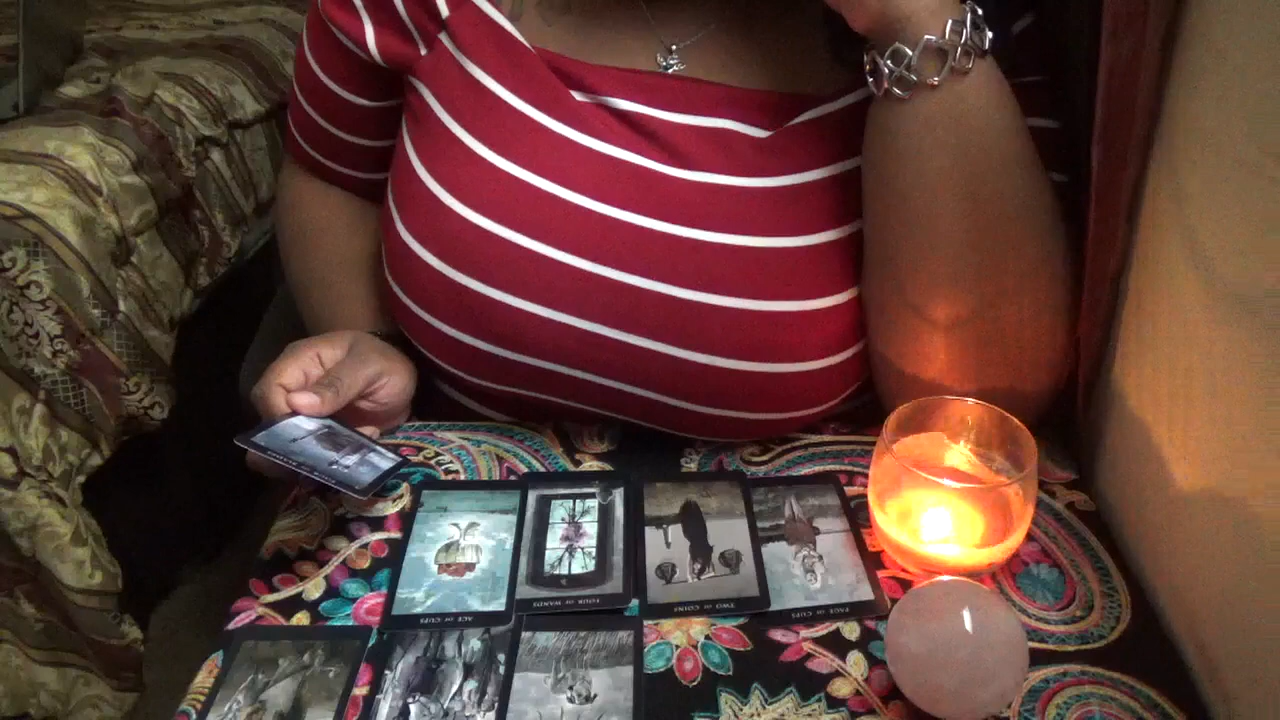 ACE OF CUPS
FOUR OF WANDS
TWO OF COINS
PAGE OF CUPS